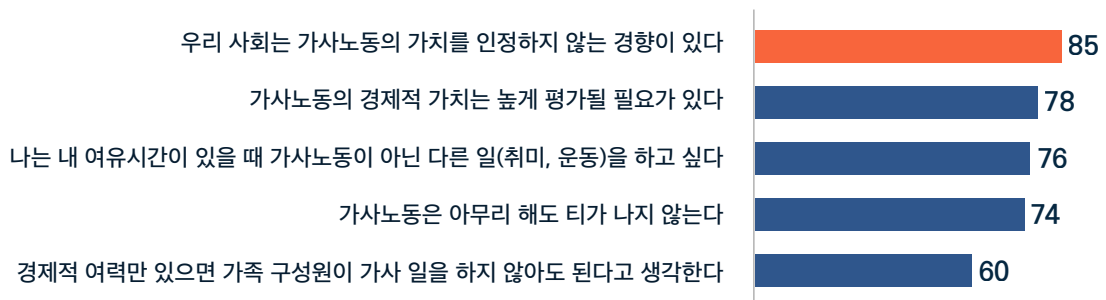 우리 사회는 가사노동의 가치를 인정하지 않는 경향이 있다 85
가사노동의 경제적 가치는 높게 평가될 필요가 있다 78
나는 내 여유시간이 있을 때 가사노동이 아닌 다른 일(취미, 운동)을 하고 싶다 76
가사노동은 아무리 해도 티가 나지 않는다 74
경제적 여력만 있으면 가족 구성원이 가사 일을 하지 않아도 된다고 생각한다 60